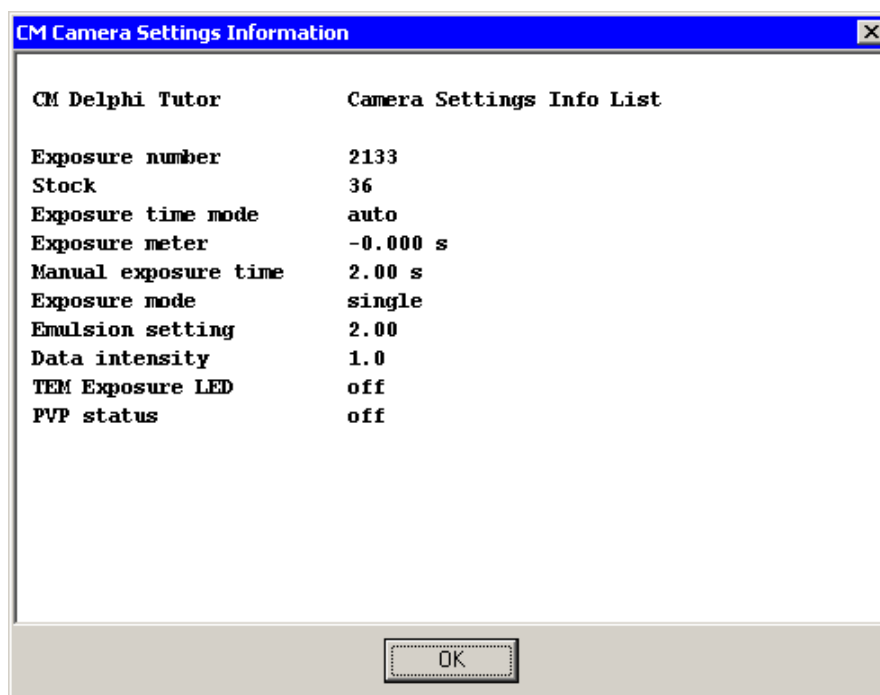 CM Camera Settings Information
CM Delphi Tutor Camera Settings Info List
Exposure number 2133
Stock 36
Exposure time mode auto
Exposure meter -0.000 s
Manual exposure time 2.00 s
Exposure mode single
Emulsion setting 2.00
Data intensity 1.0
TEM Exposure LED off
PVP status off
OK